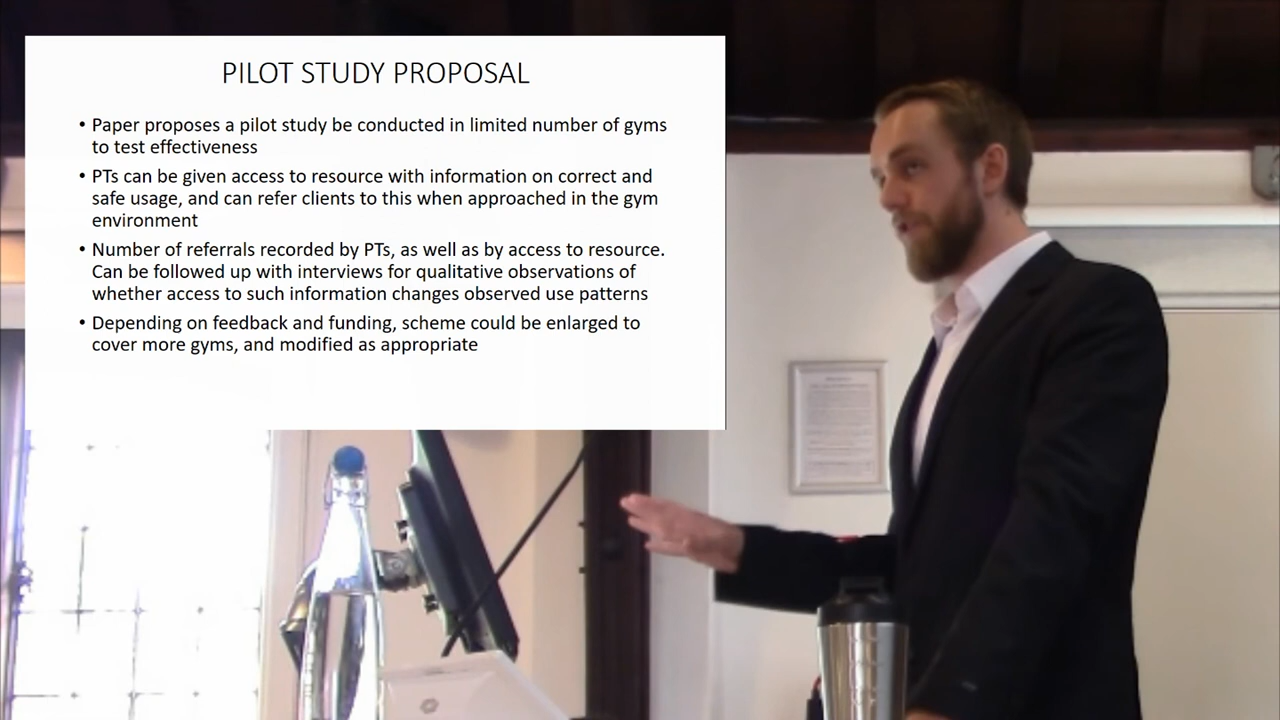 PILOT STUDY PROPOSAL
• Paper proposes a pilot study be conducted in limited number of gyms
to test effectiveness
• PTs can be given access to resource with information on correct and
safe usage, and can refer clients to this when approached in the gym
environment
• Number of referrals recorded by PTs, as well as by access to resource.
Can be followed up with interviews for qualitative observations of
whether access to such information changes observed use patterns
• Depending on feedback and funding, scheme could be enlarged to
cover more gyms, and modified as appropriate